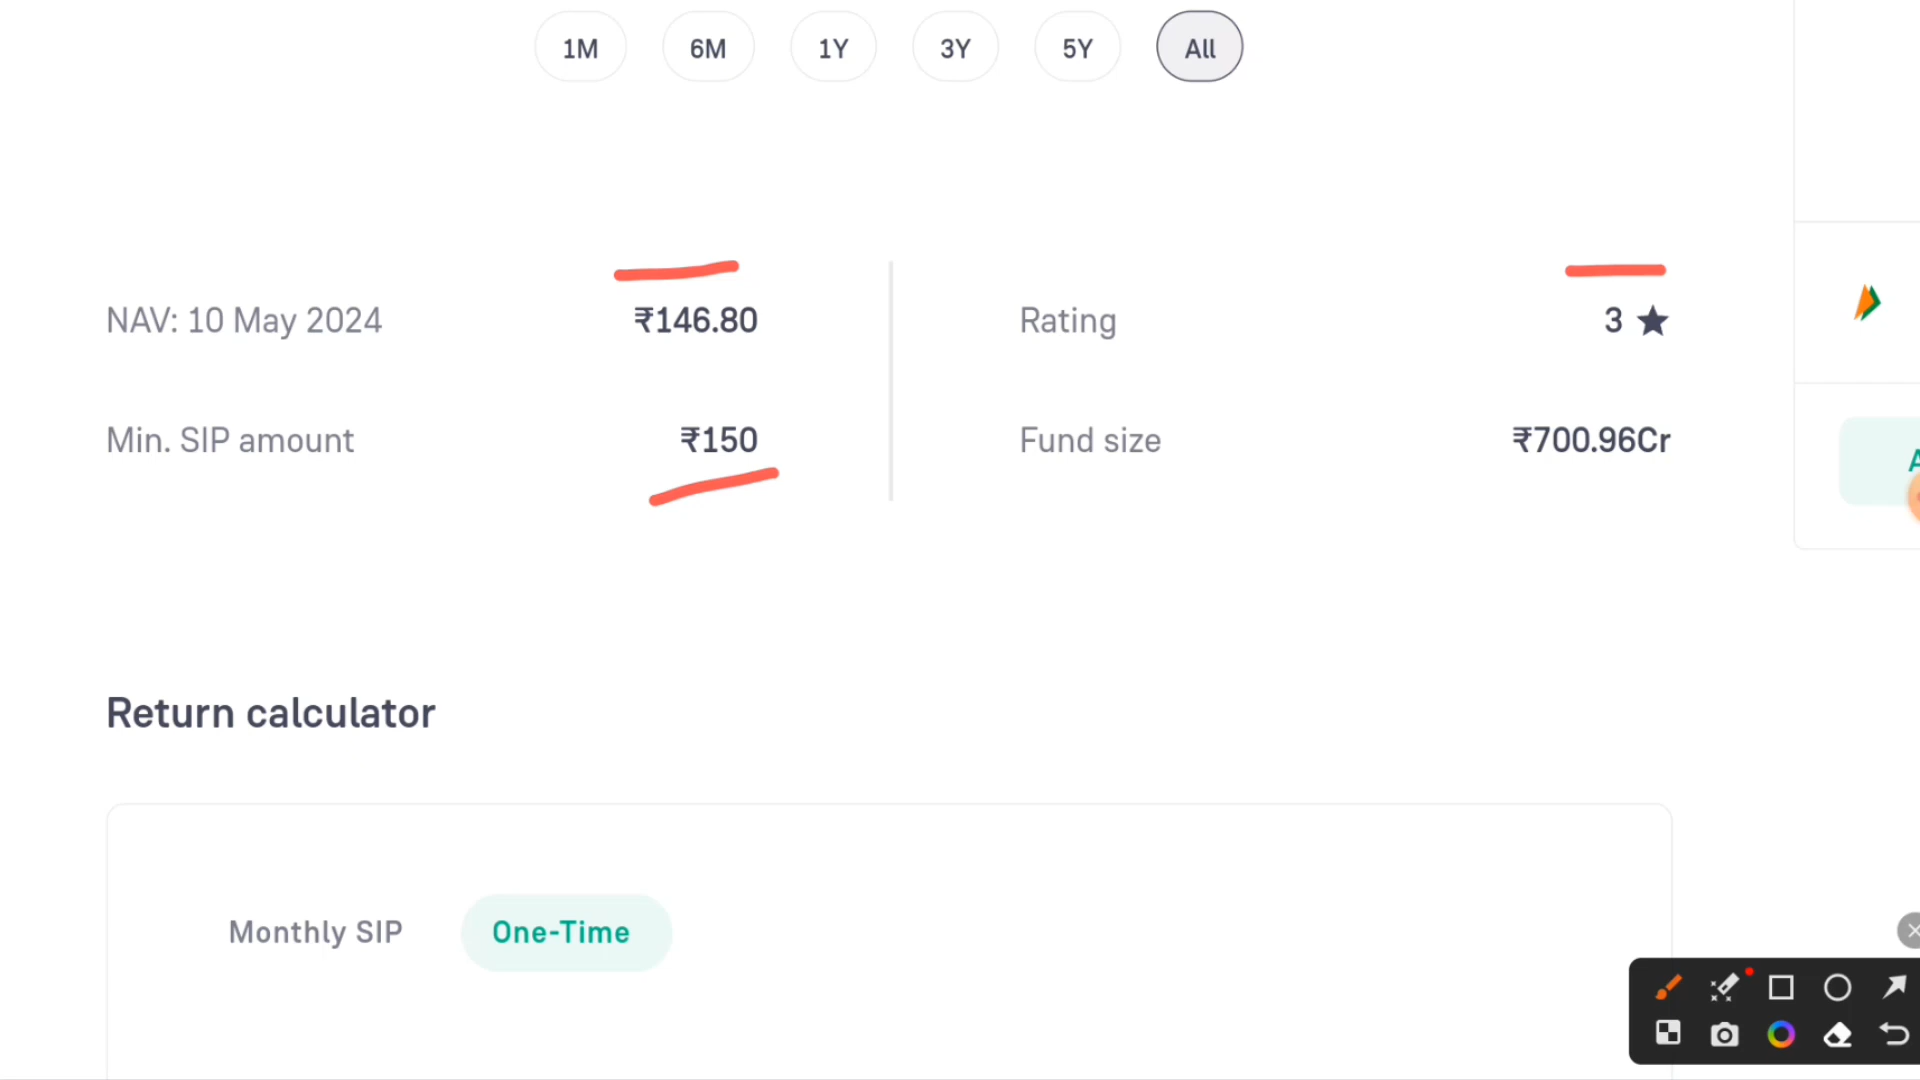 1M 6M 1Y 3Y 5Y All
NAV: 10 May 2024 ₹146.80
Rating 3 ★
Min. SIP amount ₹150
Fund size ₹700.96Cr
Return calculator
Monthly SIP One-Time